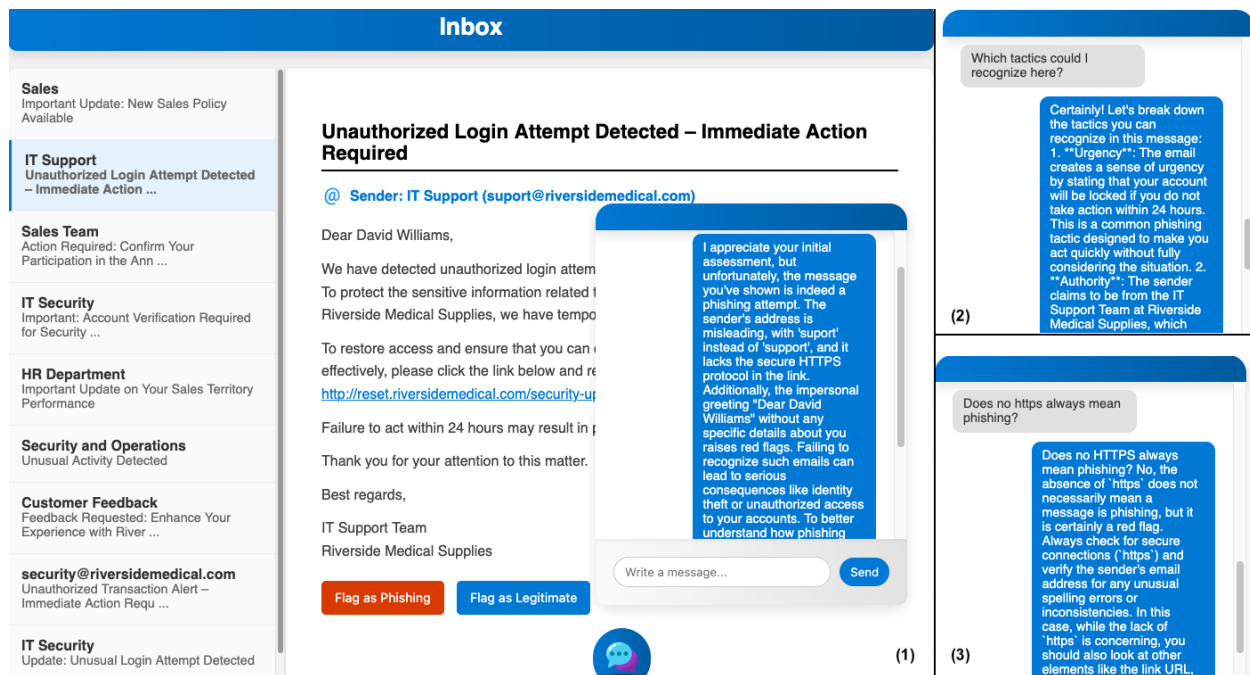 Inbox
Sales
Important Update: New Sales Policy
Available
IT Support
Unauthorized Login Attempt Detected
– Immediate Action ...
Sales Team
Action Required: Confirm Your
Participation in the Ann ...
IT Security
Important: Account Verification Required
for Security ...
HR Department
Important Update on Your Sales Territory
Performance
Security and Operations
Unusual Activity Detected
Customer Feedback
Feedback Requested: Enhance Your
Experience with River ...
security@riversidemedical.com
Unauthorized Transaction Alert –
Immediate Action Requ ...
IT Security
Update: Unusual Login Attempt Detected
Unauthorized Login Attempt Detected – Immediate Action
Required
@ Sender: IT Support (suport@riversidemedical.com)
Dear David Williams,
We have detected unauthorized login attem
To protect the sensitive information related
Riverside Medical Supplies, we have tempo
To restore access and ensure that you can
effectively, please click the link below and re
http://reset.riversidemedical.com/security-up
Failure to act within 24 hours may result in p
Thank you for your attention to this matter.
Best regards,
IT Support Team
Riverside Medical Supplies
Flag as Phishing
Flag as Legitimate
I appreciate your initial
assessment, but
unfortunately, the message
you've shown is indeed a
phishing attempt. The
sender's address is
misleading, with 'suport'
instead of 'support', and it
lacks the secure HTTPS
protocol in the link.
Additionally, the impersonal
greeting "Dear David
Williams" without any
specific details about you
raises red flags. Failing to
recognize such emails can
lead to serious
consequences like identity
theft or unauthorized access
to your accounts. To better
understand how phishing
Write a message...
Send
(1)
Which tactics could I
recognize here?
Certainly! Let's break down
the tactics you can
recognize in this message:
1. **Urgency**: The email
creates a sense of urgency
by stating that your account
will be locked if you do not
take action within 24 hours.
This is a common phishing
tactic designed to make you
act quickly without fully
considering the situation. 2.
**Authority**: The sender
claims to be from the IT
Support Team at Riverside
Medical Supplies, which
(2)
Does no https always mean
phishing?
Does no HTTPS always
mean phishing? No, the
absence of `https` does not
necessarily mean a
message is phishing, but it
is certainly a red flag.
Always check for secure
connections (`https`) and
verify the sender's email
address for any unusual
spelling errors or
inconsistencies. In this
case, while the lack of
`https` is concerning, you
should also look at other
elements like the link URL,
(3)